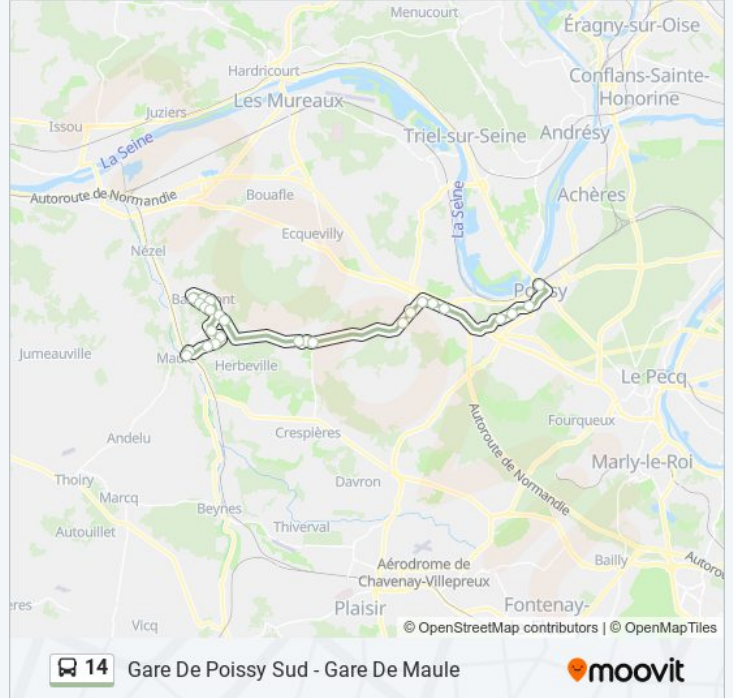 Menucourt
Éragny-sur-Oise
Hardricourt
Conflans-Sainte-
Honorine
Les Mureaux
Juziers
Issou
Triel-sur-Seine
Andrésy
La Seine
Autoroute de Normandie
Bouafle
La Seine
Achères
Ecquevilly
Nézel
Poissy
Jumeauville
Herbeville
Le Pecq
Fourqueux
Autoroute de Normandie
Crespières
Andelu
Marly-le-Roi
Thoiry
Davron
Marcq
Beynes
Autouillet
Thiverval
Bailly
Aérodrome de
Chavenay-Villepreux
Plaisir
Fontenay-
Vicq
© OpenStreetMap contributors | © OpenMapTiles
14 Gare De Poissy Sud - Gare De Maule
moovit